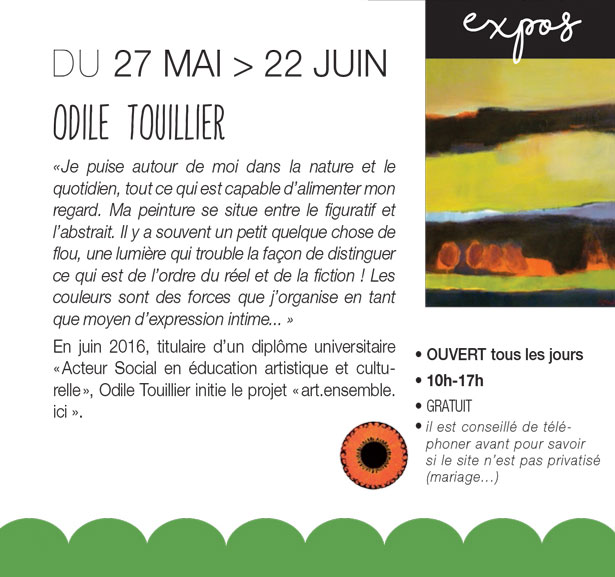 expos
DU 27 MAI > 22 JUIN
ODILE TOUILLIER
«Je puise autour de moi dans la nature et le
quotidien, tout ce qui est capable d'alimenter mon
regard. Ma peinture se situe entre le figuratif et
l'abstrait. Il y a souvent un petit quelque chose de
flou, une lumière qui trouble la façon de distinguer
ce qui est de l'ordre du réel et de la fiction ! Les
couleurs sont des forces que j'organise en tant
que moyen d'expression intime... »
En juin 2016, titulaire d'un diplôme universitaire
«Acteur Social en éducation artistique et cultu-
relle», Odile Touillier initie le projet «art.ensemble.
ici ».
• OUVERT tous les jours
• 10h-17h
• GRATUIT
• il est conseillé de télé-
phoner avant pour savoir
si le site n'est pas privatisé
(mariage...)